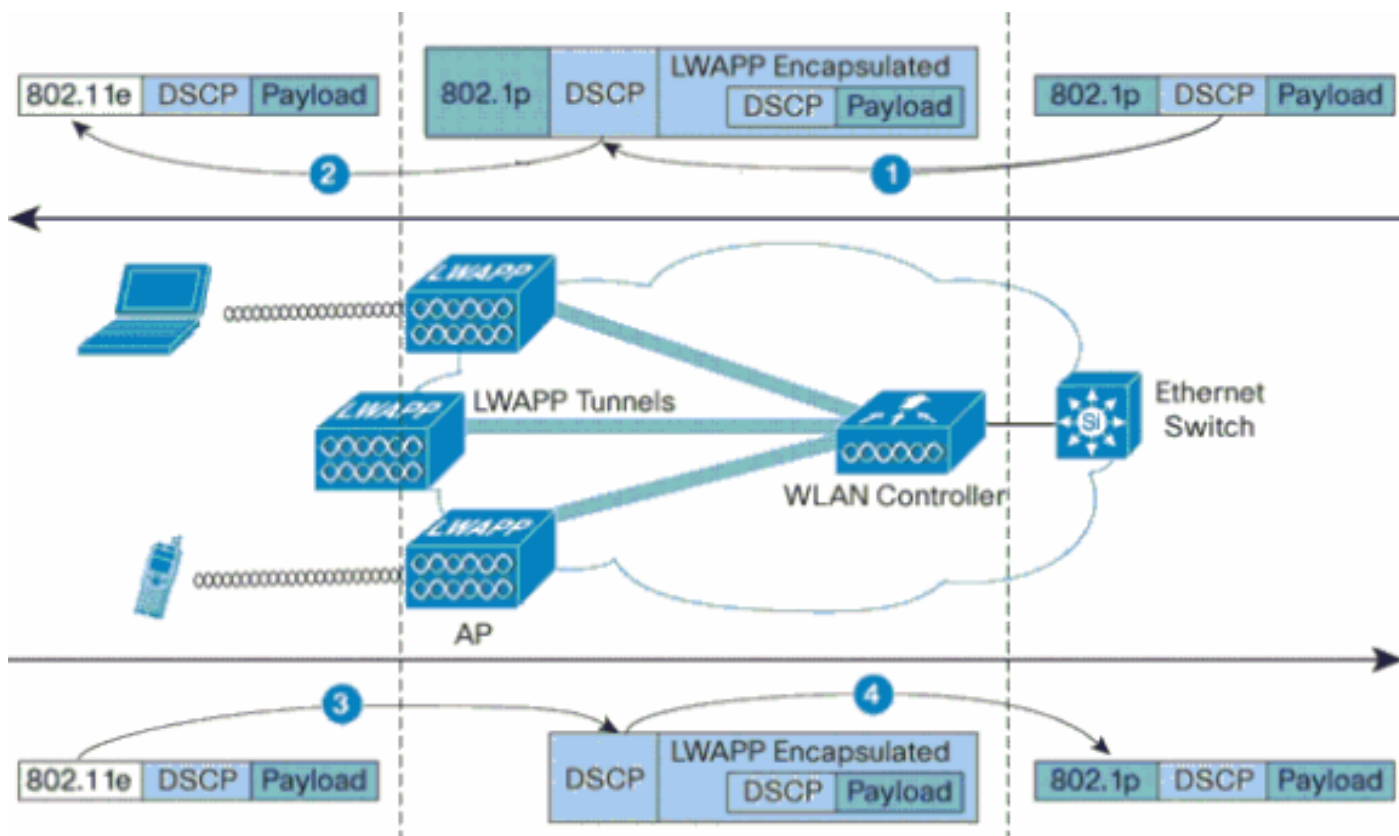 802.11e DSCP Payload
802.1p DSCP LWAPP Encapsulated
DSCP Payload
802.1p DSCP Payload
2
1
LWAPP
LWAPP
LWAPP Tunnels
LWAPP
AP
WLAN Controller
SI
Ethernet
Switch
3
4
802.11e DSCP Payload
DSCP LWAPP Encapsulated
DSCP Payload
802.1p DSCP Payload